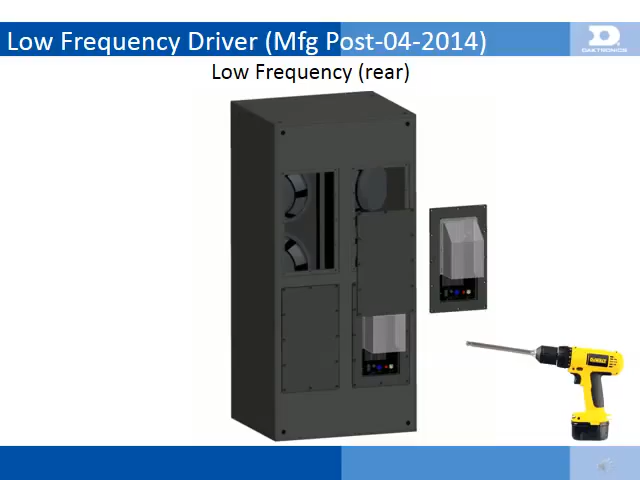 Low Frequency Driver (Mfg Post-04-2014)
DAKTRONICS
Low Frequency (rear)
DEWALT